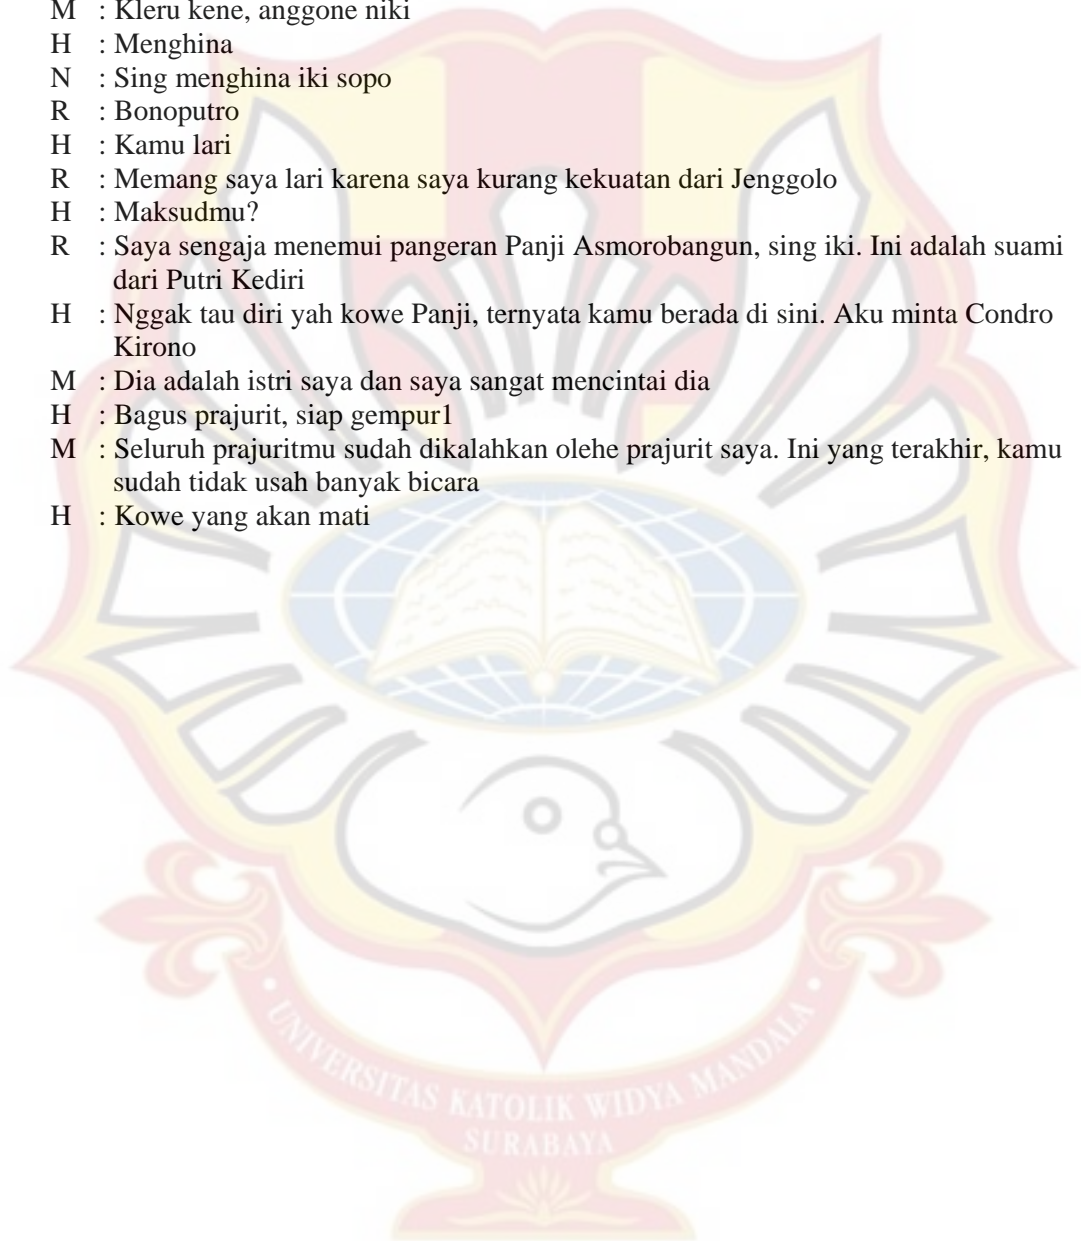 M : Kleru kene, anggone niki
H : Menghina
N : Sing menghina iki sopo
R : Bonoputro
H : Kamu lari
R : Memang saya lari karena saya kurang kekuatan dari Jenggolo
H : Maksudmu?
R : Saya sengaja menemui pangeran Panji Asmorobangun, sing iki. Ini adalah suami
dari Putri Kediri
H : Nggak tau diri yah kowe Panji, ternyata kamu berada di sini. Aku minta Condro
Kirono
M : Dia adalah istri saya dan saya sangat mencintai dia
H : Bagus prajurit, siap gempur1
M : Seluruh prajuritmu sudah dikalahkan olehe prajurit saya. Ini yang terakhir, kamu
sudah tidak usah banyak bicara
H : Kowe yang akan mati
UNIVERSITAS KATOLIK WIDYA MANDALA
SURABAYA